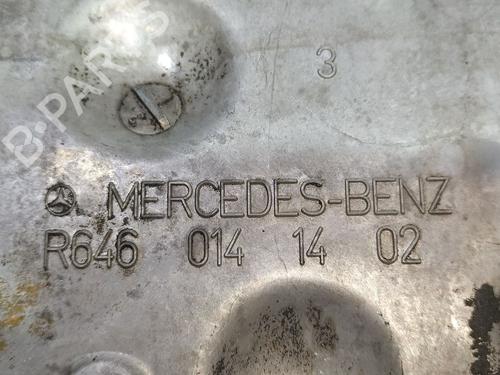 B-PARTS
3
MERCEDES-BENZ
R646 014 14 02